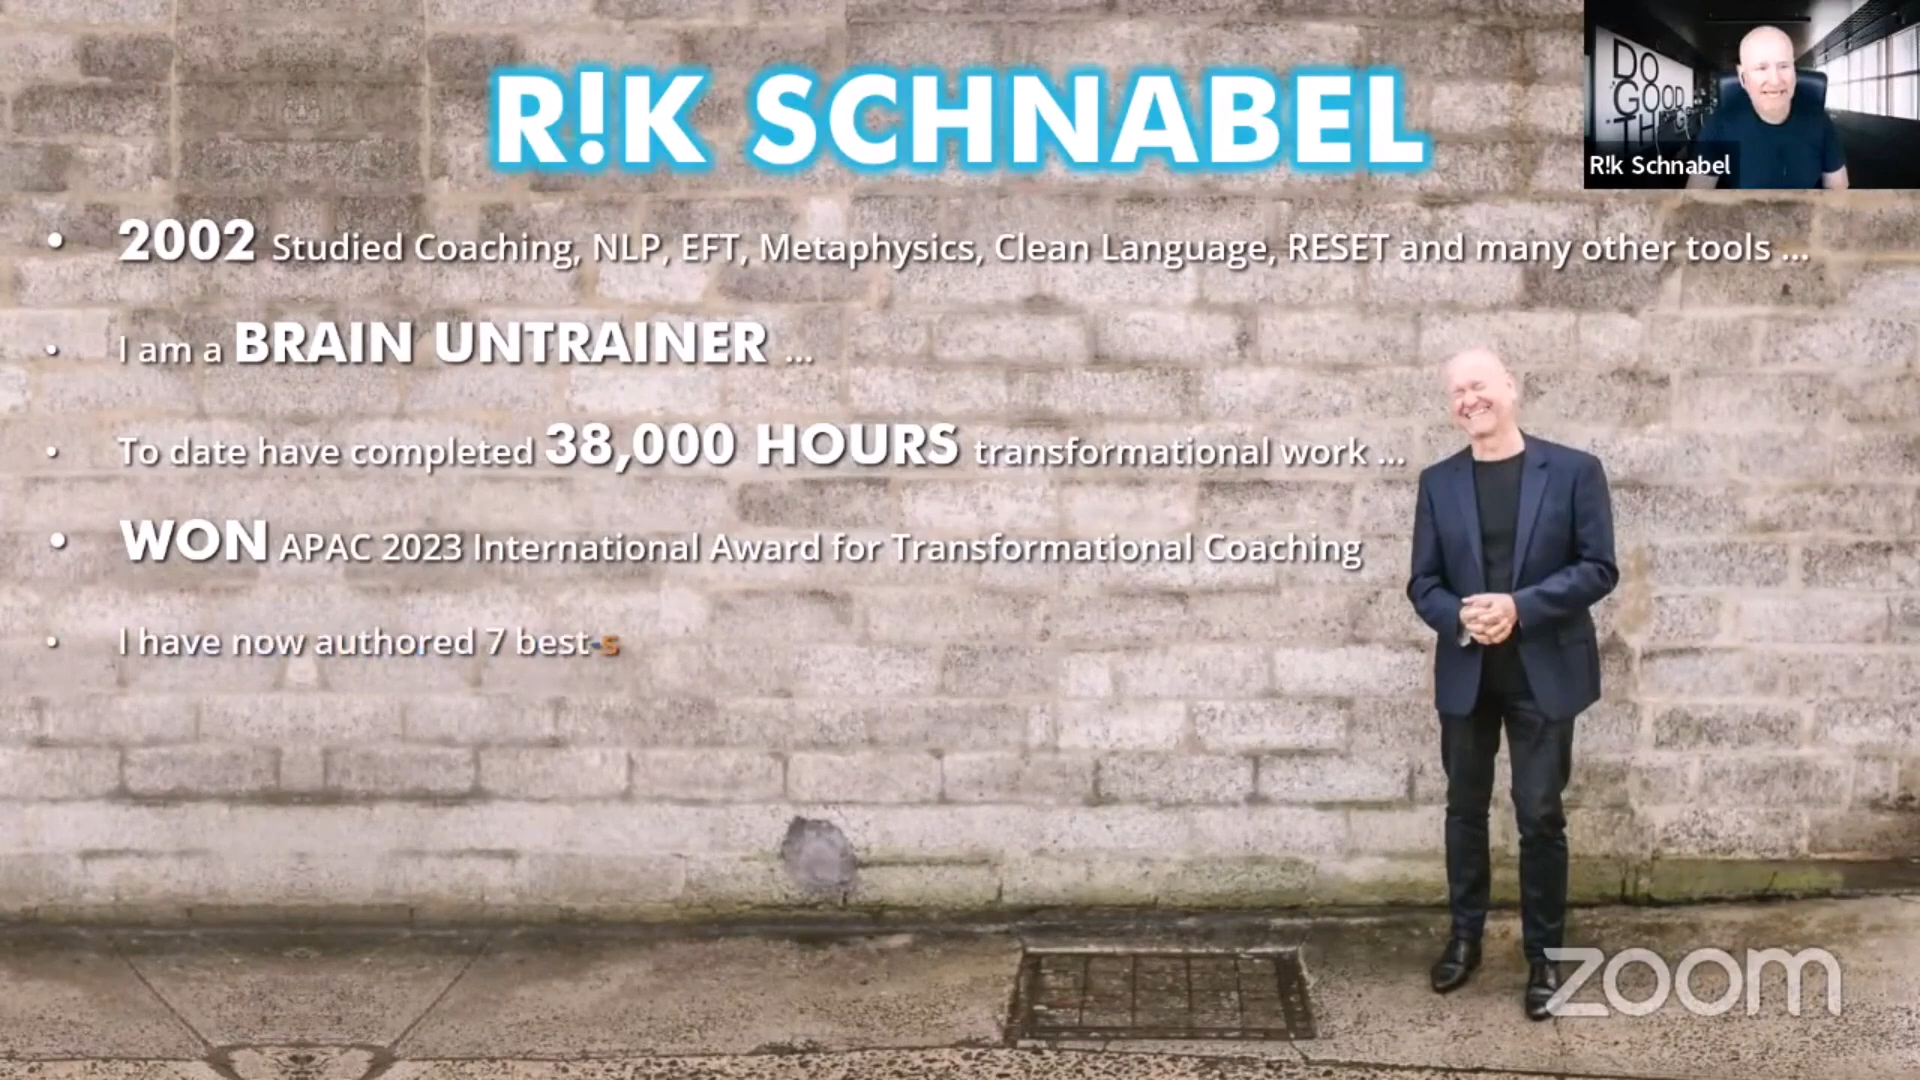 R!K SCHNABEL
DO
GOOD
TH
R!k Schnabel
• 2002 Studied Coaching, NLP, EFT, Metaphysics, Clean Language, RESET and many other tools ...
• I am a BRAIN UNTRAINER ...
• To date have completed 38,000 HOURS transformational work ...
• WON APAC 2023 International Award for Transformational Coaching
• I have now authored 7 best-s
zoom